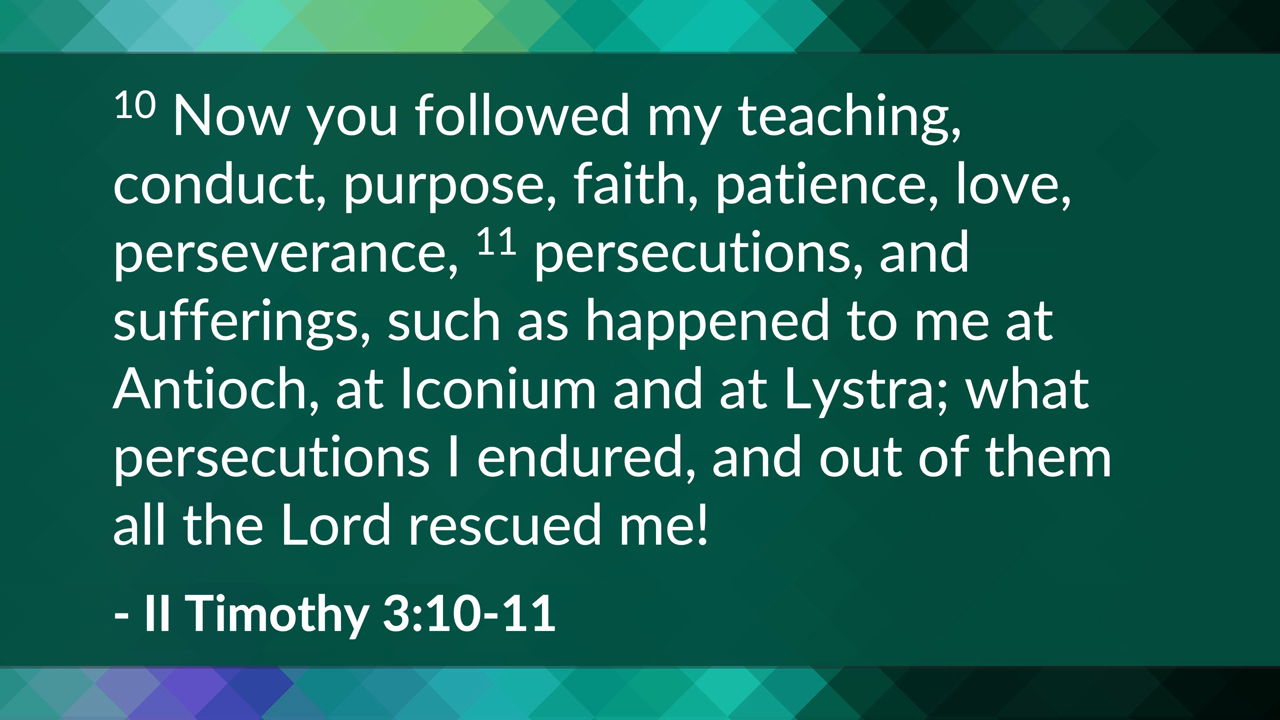 10 Now you followed my teaching,
conduct, purpose, faith, patience, love,
perseverance, 11 persecutions, and
sufferings, such as happened to me at
Antioch, at Iconium and at Lystra; what
persecutions I endured, and out of them
all the Lord rescued me!
- II Timothy 3:10-11